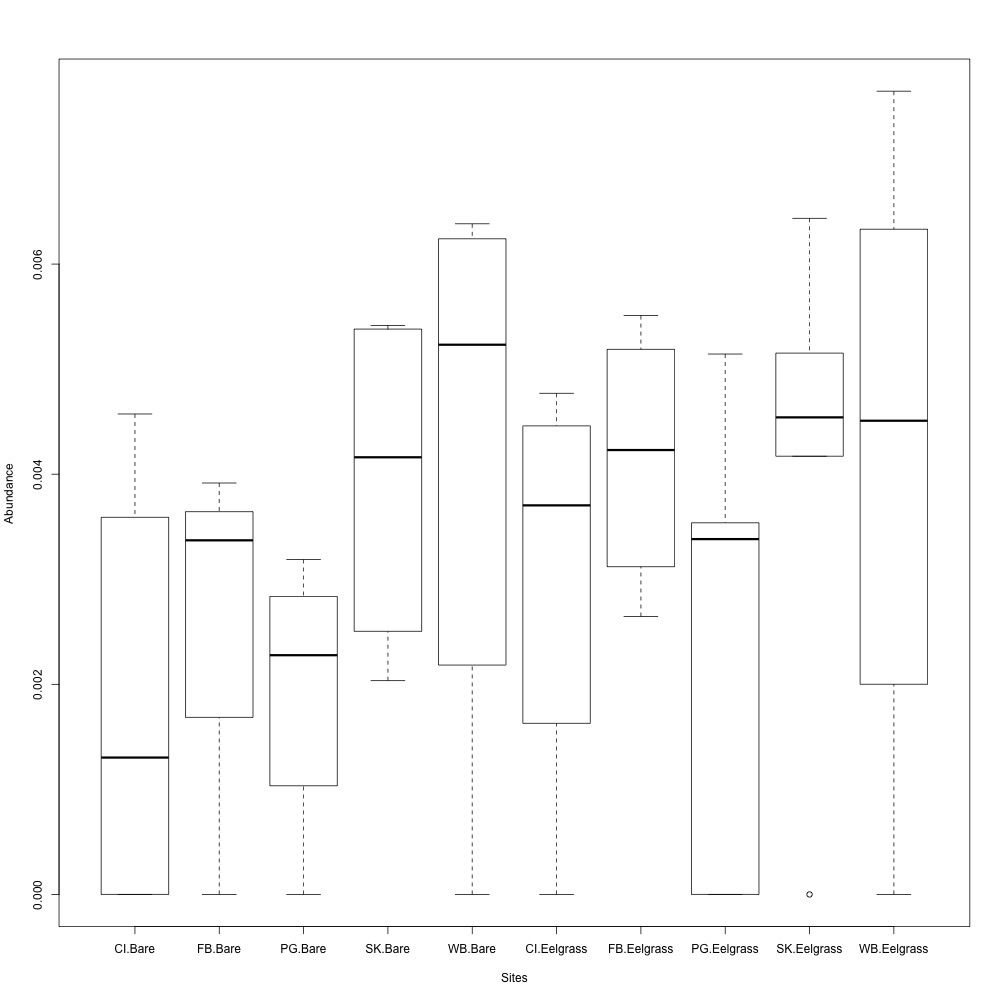 Abundance
0.006
0.004
0.002
0.000
CI.Bare FB.Bare PG.Bare SK.Bare WB.Bare CI.Eelgrass FB.Eelgrass PG.Eelgrass SK.Eelgrass WB.Eelgrass
Sites